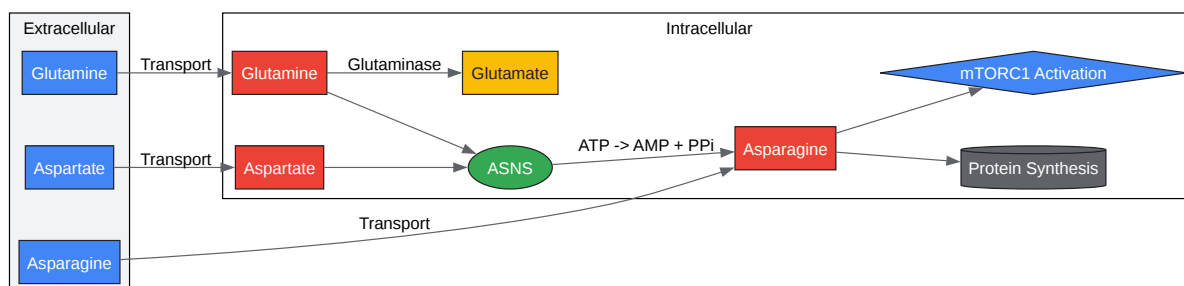 Extracellular
Intracellular
Glutamine
Transport
Glutamine
Glutaminase
Glutamate
mTORC1 Activation
Aspartate
Transport
Aspartate
ASNS
ATP -> AMP + PPi
Asparagine
Protein Synthesis
Transport
Asparagine